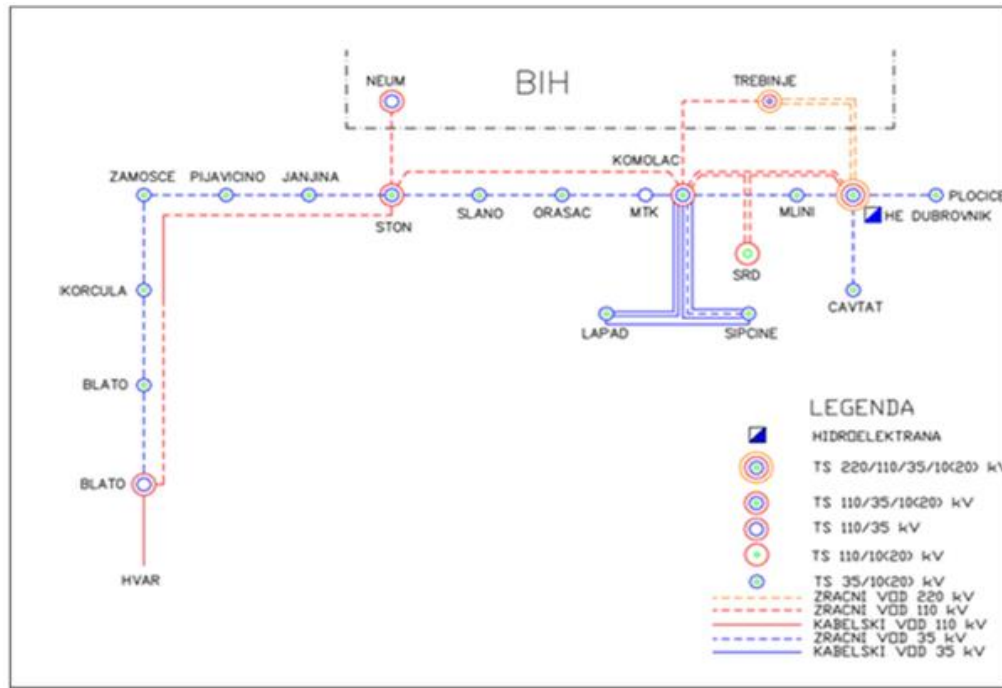 NEUM
BIH
TREBINJE
KOMOLAC
ZAMOSCE
PIJAVICINO
JANJINA
STON
SLANO
ORASAC
MTK
MLINI
PLOCICE
HE DUBROVNIK
SRD
CAVTAT
IKORCULA
LAPAD
SIPCINE
BLATO
BLATO
HVAR
LEGENDA
HIDROELEKTRANA
TS 220/110/35/10(20) kV
TS 110/35/10(20) kV
TS 110/35 kV
TS 110/10(20) kV
TS 35/10(20) kV
ZRACNI VOD 220 kV
ZRACNI VOD 110 kV
KABELSKI VOD 110 kV
ZRACNI VOD 35 kV
KABELSKI VOD 35 kV